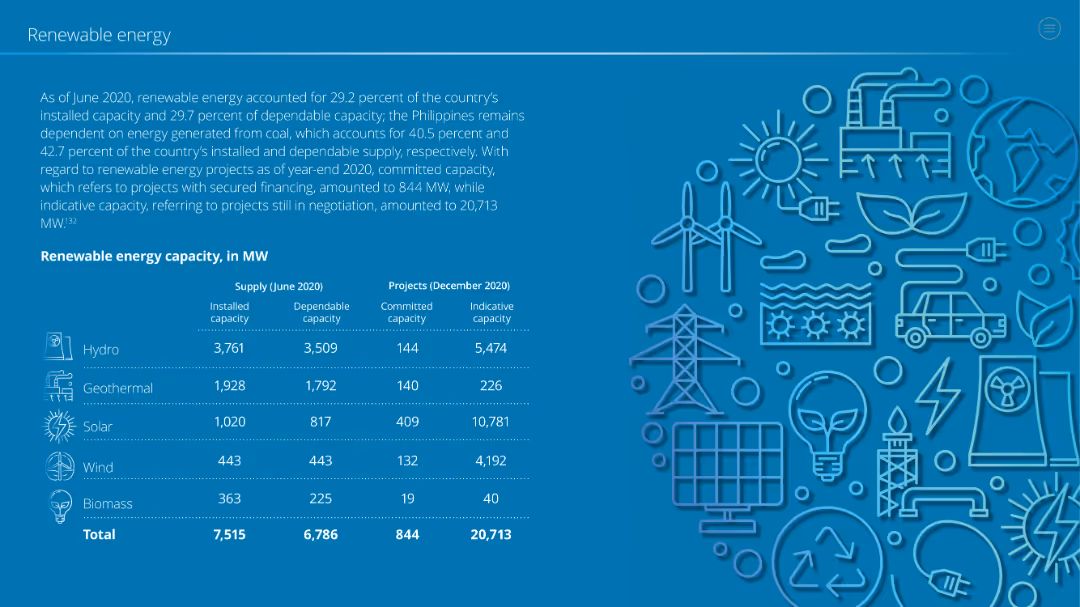 Renewable energy
As of June 2020, renewable energy accounted for 29.2 percent of the country's
installed capacity and 29.7 percent of dependable capacity; the Philippines remains
dependent on energy generated from coal, which accounts for 40.5 percent and
42.7 percent of the country's installed and dependable supply, respectively. With
regard to renewable energy projects as of year-end 2020, committed capacity,
which refers to projects with secured financing, amounted to 844 MW, while
indicative capacity, referring to projects still in negotiation, amounted to 20,713
MW.132
Renewable energy capacity, in MW
Supply (June 2020) Projects (December 2020)
Installed Dependable Committed Indicative
capacity capacity capacity capacity
Hydro 3,761 3,509 144 5,474
Geothermal 1,928 1,792 140 226
Solar 1,020 817 409 10,781
Wind 443 443 132 4,192
Biomass 363 225 19 40
Total 7,515 6,786 844 20,713